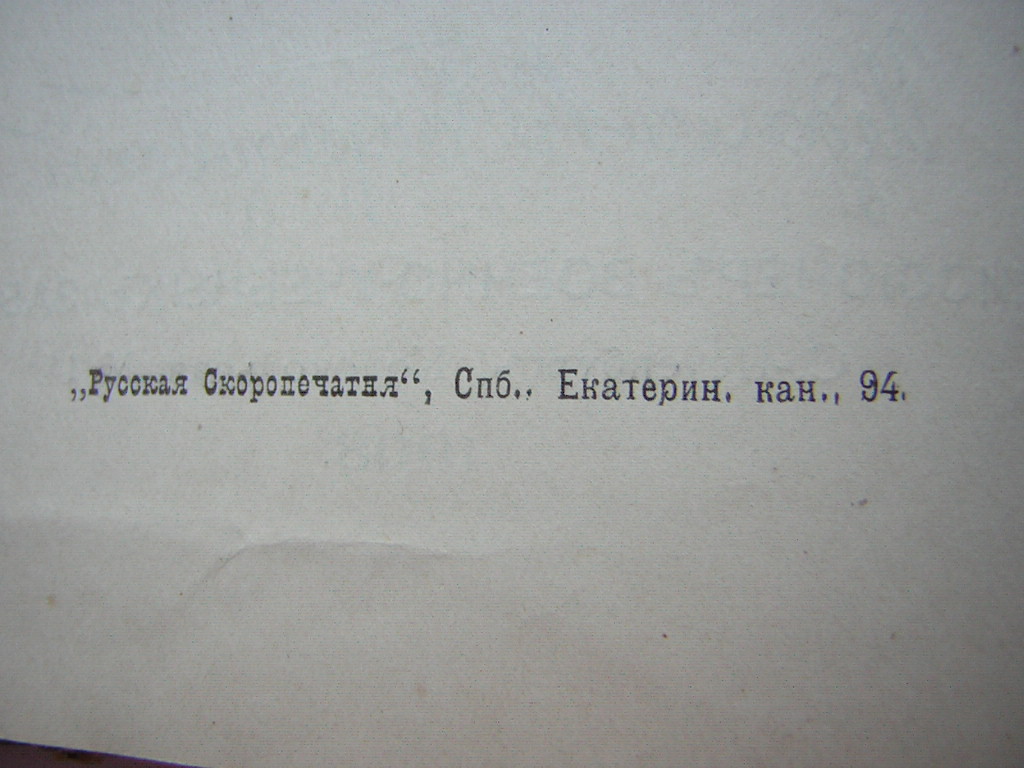 „Русская Скоропечатня“, Спб., Екатерин. кан., 94.